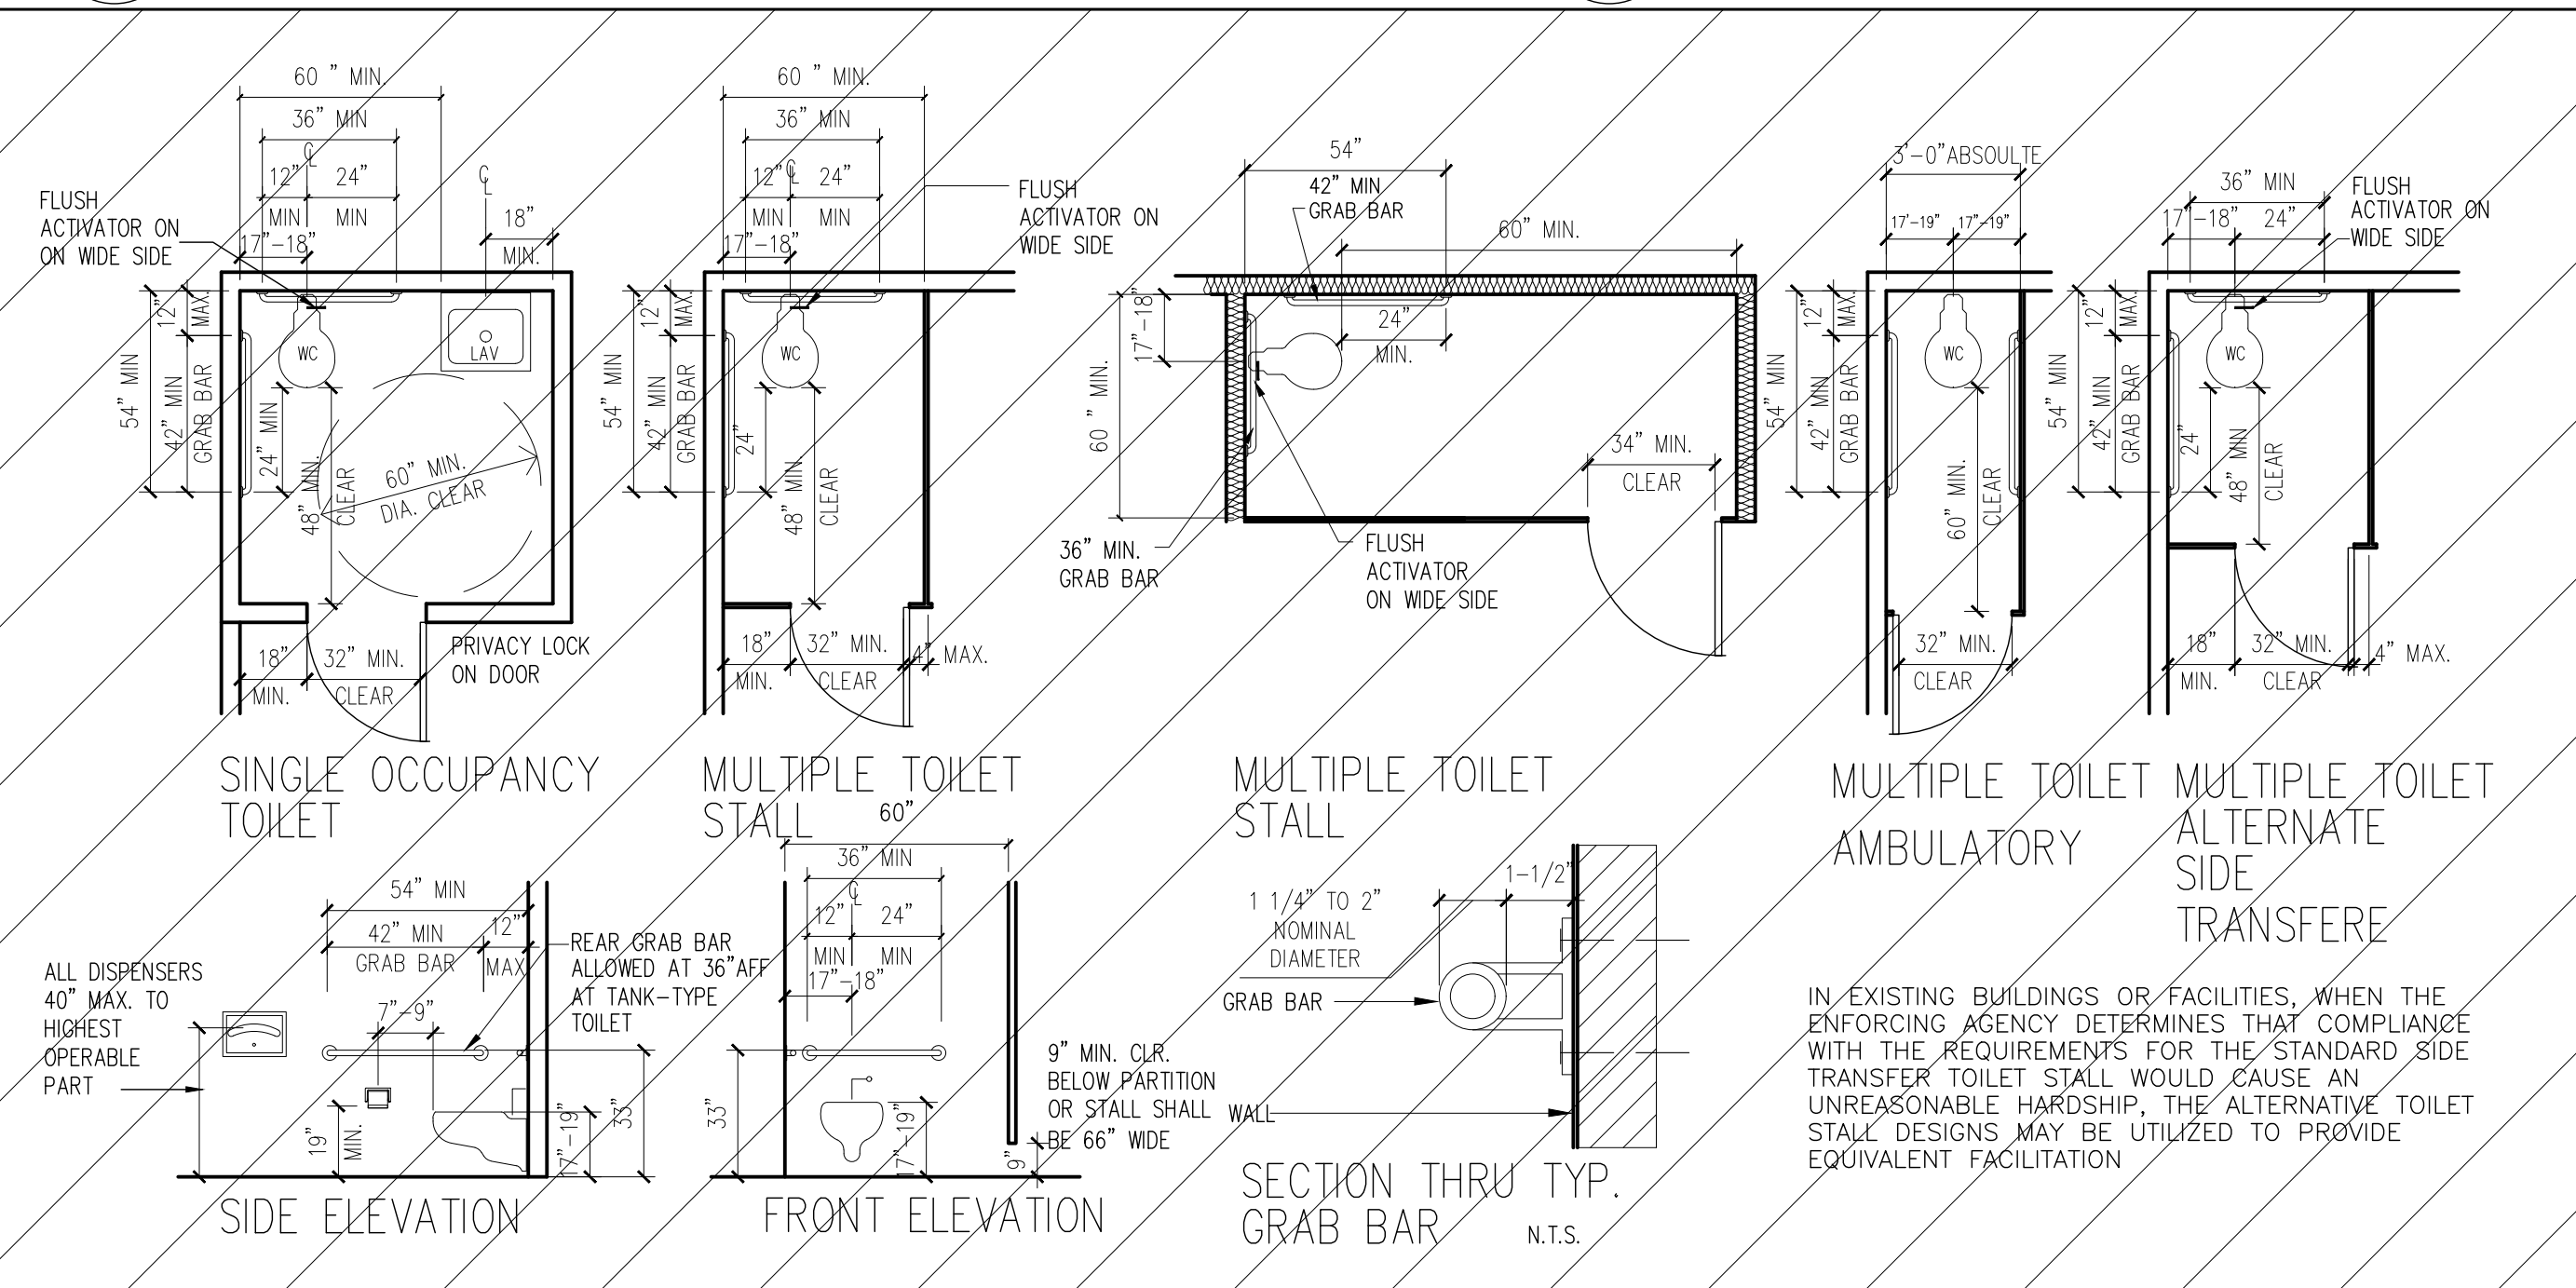 60 " MIN.
36" MIN
℄
12"
24"
MIN
MIN
17"-18"
℄
18"
MIN.
FLUSH
ACTIVATOR ON
ON WIDE SIDE
12"
MAX.
54" MIN
42" MIN
GRAB BAR
24" MIN
48" MIN.
CLEAR
WC
LAV
60" MIN.
DIA. CLEAR
18"
MIN.
32" MIN.
CLEAR
PRIVACY LOCK
ON DOOR
SINGLE OCCUPANCY
TOILET
60 " MIN.
36" MIN
℄
12"
24"
MIN
MIN
17"-18"
FLUSH
ACTIVATOR ON
WIDE SIDE
12"
MAX.
54" MIN
42" MIN
GRAB BAR
24"
48" MIN.
CLEAR
WC
18"
MIN.
32" MIN.
CLEAR
4" MAX.
MULTIPLE TOILET
STALL
54"
42" MIN
GRAB BAR
60" MIN.
17"-18"
60 " MIN.
24"
MIN.
34" MIN.
CLEAR
36" MIN.
GRAB BAR
FLUSH
ACTIVATOR
ON WIDE SIDE
MULTIPLE TOILET
STALL
3'-0"ABSOULTE
17'-19"
17"-19"
12"
MAX.
54" MIN
42" MIN
GRAB BAR
WC
60" MIN.
CLEAR
32" MIN.
CLEAR
MULTIPLE TOILET
AMBULATORY
36" MIN
17"-18"
24"
FLUSH
ACTIVATOR ON
WIDE SIDE
12"
MAX.
54" MIN
42" MIN
GRAB BAR
24"
48" MIN
CLEAR
WC
18"
MIN.
32" MIN.
CLEAR
4" MAX.
MULTIPLE TOILET
ALTERNATE
SIDE
TRANSFERE
54" MIN
42" MIN
GRAB BAR
12"
MAX
REAR GRAB BAR
ALLOWED AT 36"AFF
AT TANK-TYPE
TOILET
ALL DISPENSERS
40" MAX. TO
HIGHEST
OPERABLE
PART
7"-9"
19"
MIN.
17"-19"
33"
SIDE ELEVATION
60"
36" MIN
℄
12"
24"
MIN
MIN
17"-18"
33"
17"-19"
9"
9" MIN. CLR.
BELOW PARTITION
OR STALL SHALL
BE 66" WIDE
FRONT ELEVATION
1-1/2"
1 1/4" TO 2"
NOMINAL
DIAMETER
GRAB BAR
WALL
SECTION THRU TYP.
GRAB BAR
N.T.S.
IN EXISTING BUILDINGS OR FACILITIES, WHEN THE
ENFORCING AGENCY DETERMINES THAT COMPLIANCE
WITH THE REQUIREMENTS FOR THE STANDARD SIDE
TRANSFER TOILET STALL WOULD CAUSE AN
UNREASONABLE HARDSHIP, THE ALTERNATIVE TOILET
STALL DESIGNS MAY BE UTILIZED TO PROVIDE
EQUIVALENT FACILITATION